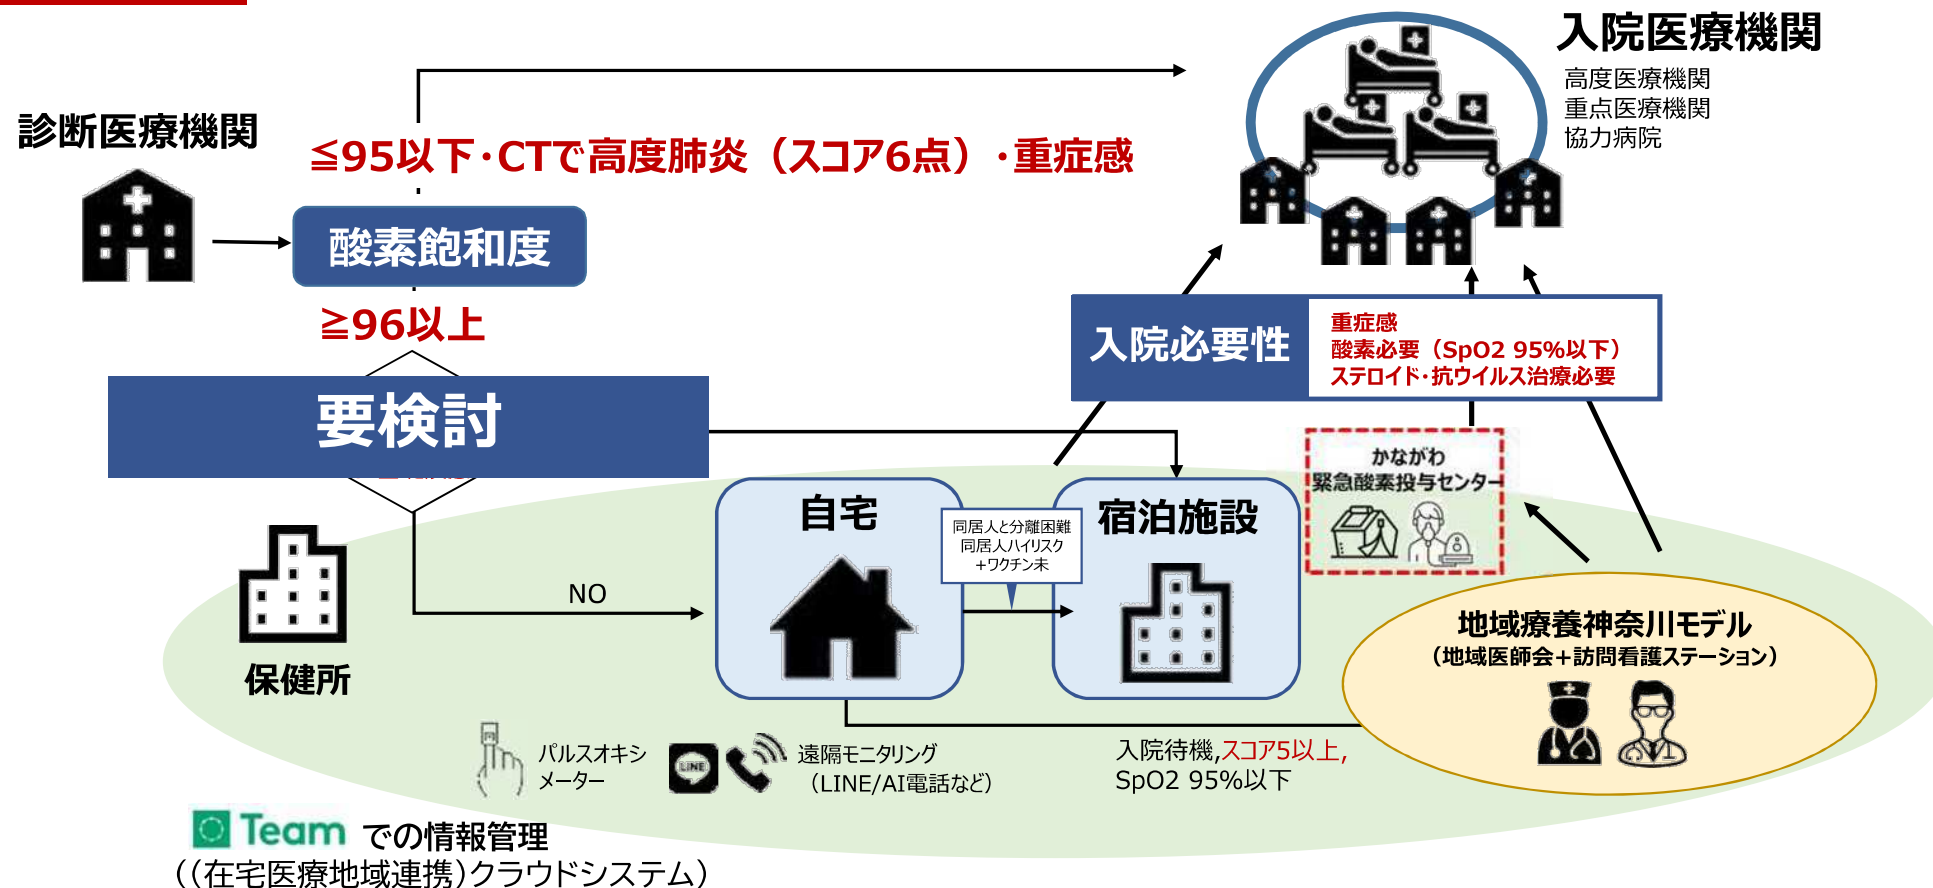 入院医療機関
高度医療機関
重点医療機関
協力病院
診断医療機関
≦95以下・CTで高度肺炎（スコア6点）・重症感
酸素飽和度
≧96以上
入院必要性
重症感
酸素必要（SpO2 95%以下）
ステロイド・抗ウイルス治療必要
要検討
かながわ
緊急酸素投与センター
自宅
同居人と分離困難
同居人ハイリスク
+ワクチン未
宿泊施設
NO
保健所
地域療養神奈川モデル
（地域医師会+訪問看護ステーション）
パルスオキシ
メーター
LINE
遠隔モニタリング
（LINE/AI電話など）
入院待機,スコア5以上,
SpO2 95%以下
Team での情報管理
（（在宅医療地域連携）クラウドシステム）